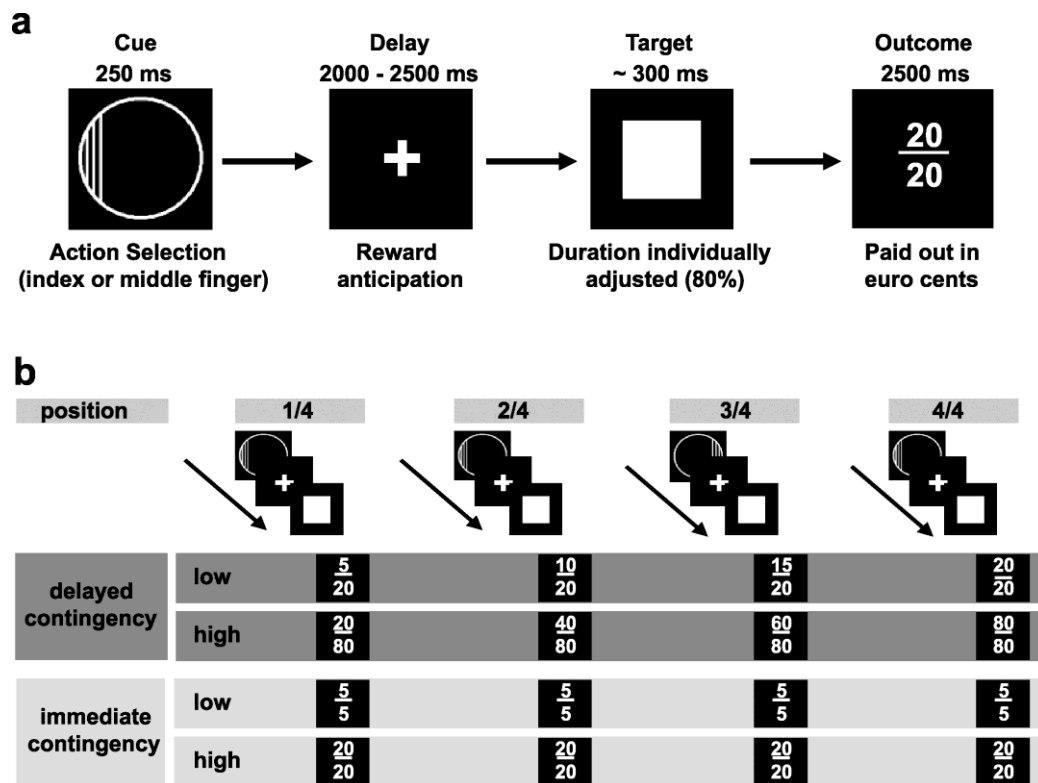 a
Cue
250 ms
Delay
2000 - 2500 ms
Target
~ 300 ms
Outcome
2500 ms
20
20
Action Selection
(index or middle finger)
Reward
anticipation
Duration individually
adjusted (80%)
Paid out in
euro cents
b
position 1/4 2/4 3/4 4/4
delayed
contingency
low
5
20
10
20
15
20
20
20
high
20
80
40
80
60
80
80
80
immediate
contingency
low
5
5
5
5
5
5
5
5
high
20
20
20
20
20
20
20
20